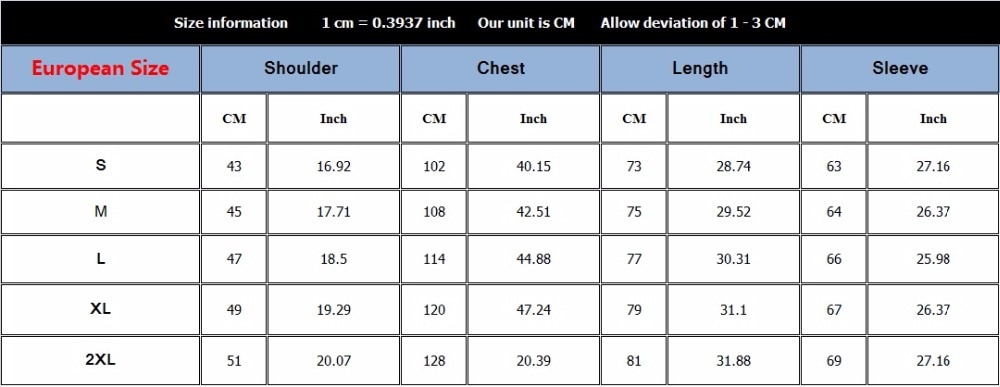 Size information 1 cm = 0.3937 inch Our unit is CM Allow deviation of 1 - 3 CM
European Size Shoulder Chest Length Sleeve
CM Inch CM Inch CM Inch CM Inch
S 43 16.92 102 40.15 73 28.74 63 27.16
M 45 17.71 108 42.51 75 29.52 64 26.37
L 47 18.5 114 44.88 77 30.31 66 25.98
XL 49 19.29 120 47.24 79 31.1 67 26.37
2XL 51 20.07 128 20.39 81 31.88 69 27.16